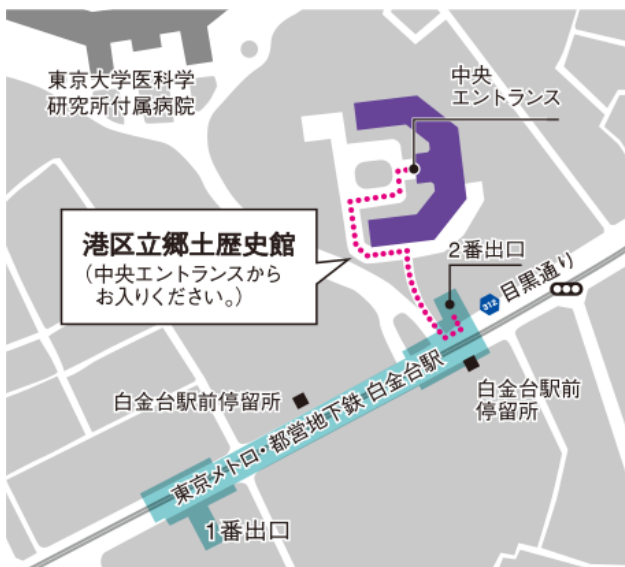 東京大学医科学
研究所付属病院
中央
エントランス
港区立郷土歴史館
(中央エントランスから
お入りください。)
2番出口
312
目黒通り
白金台駅前停留所
東京メトロ・都営地下鉄 白金台駅
白金台駅前
停留所
1番出口